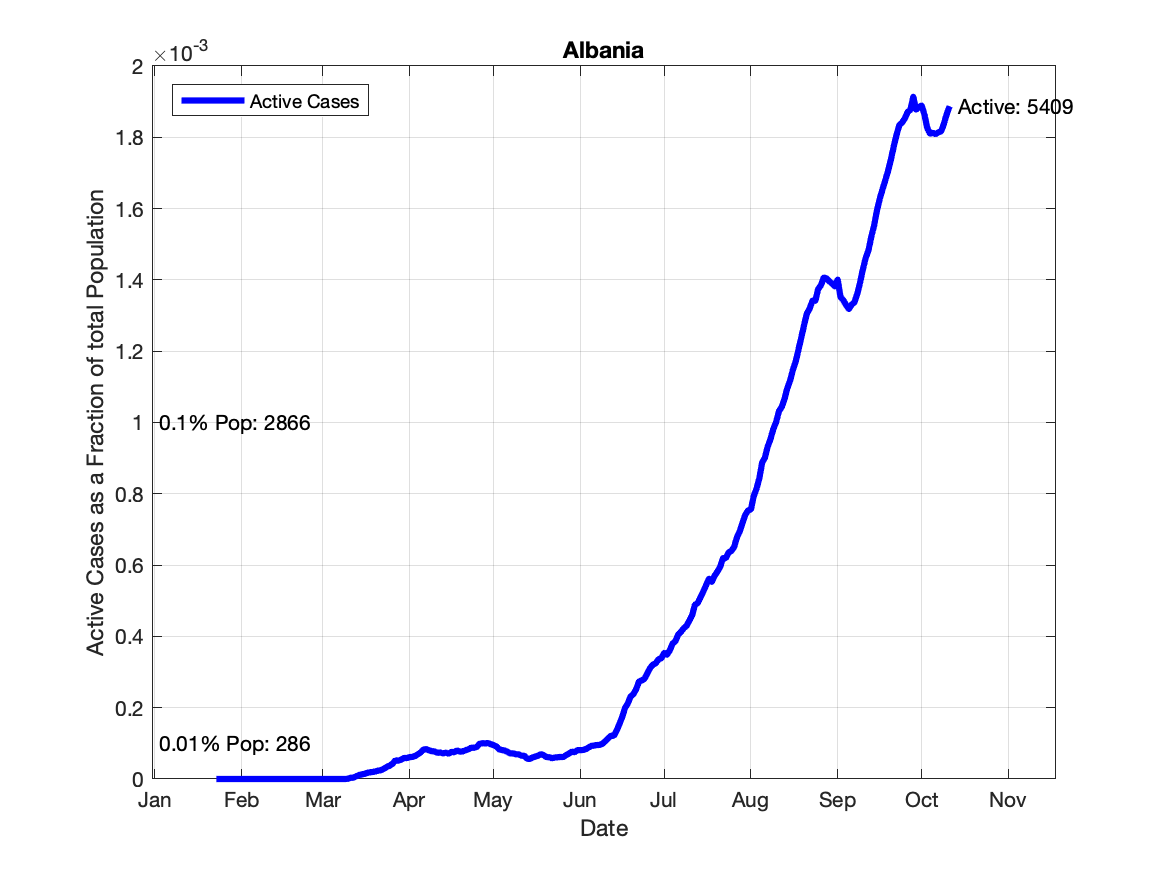 Albania
×10-3
2
1.8
1.6
1.4
1.2
1
0.8
0.6
0.4
0.2
0
Active Cases as a Fraction of total Population
Active Cases
Active: 5409
0.1% Pop: 2866
0.01% Pop: 286
Jan Feb Mar Apr May Jun Jul Aug Sep Oct Nov
Date